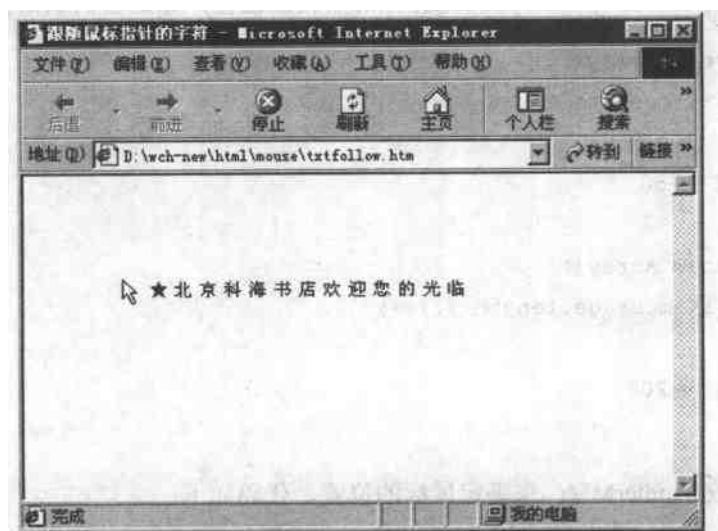 跟随鼠标指针的字符 - Microsoft Internet Explorer
文件(F) 编辑(E) 查看(V) 收藏(A) 工具(T) 帮助(H)
后退 前进 停止 刷新 主页 个人栏 搜索 »
地址(D) D:\wch-new\html\mouse\txtfollow.htm 转到 链接 »
★北京科海书店欢迎您的光临
完成 我的电脑